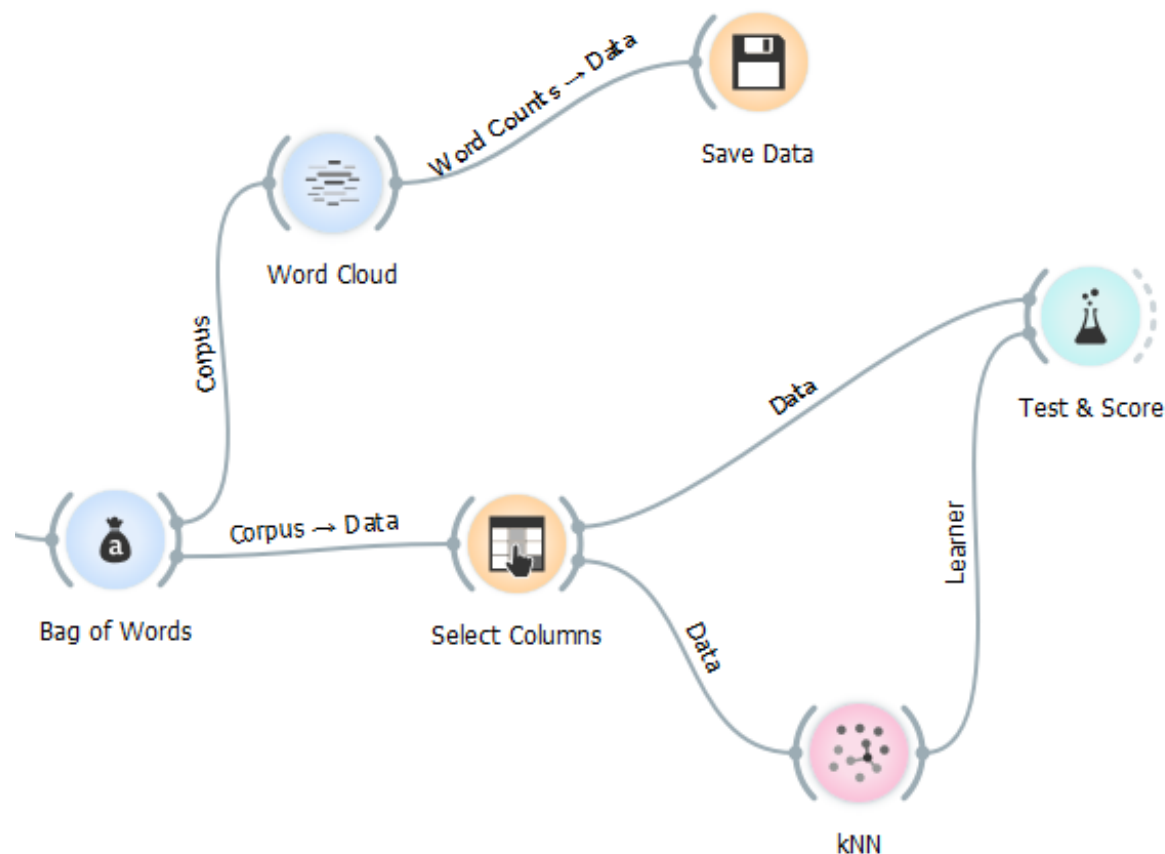 Word Counts → Data
Save Data
Word Cloud
Corpus
Data
Test & Score
Corpus → Data
Learner
Bag of Words
Select Columns
Data
kNN
a